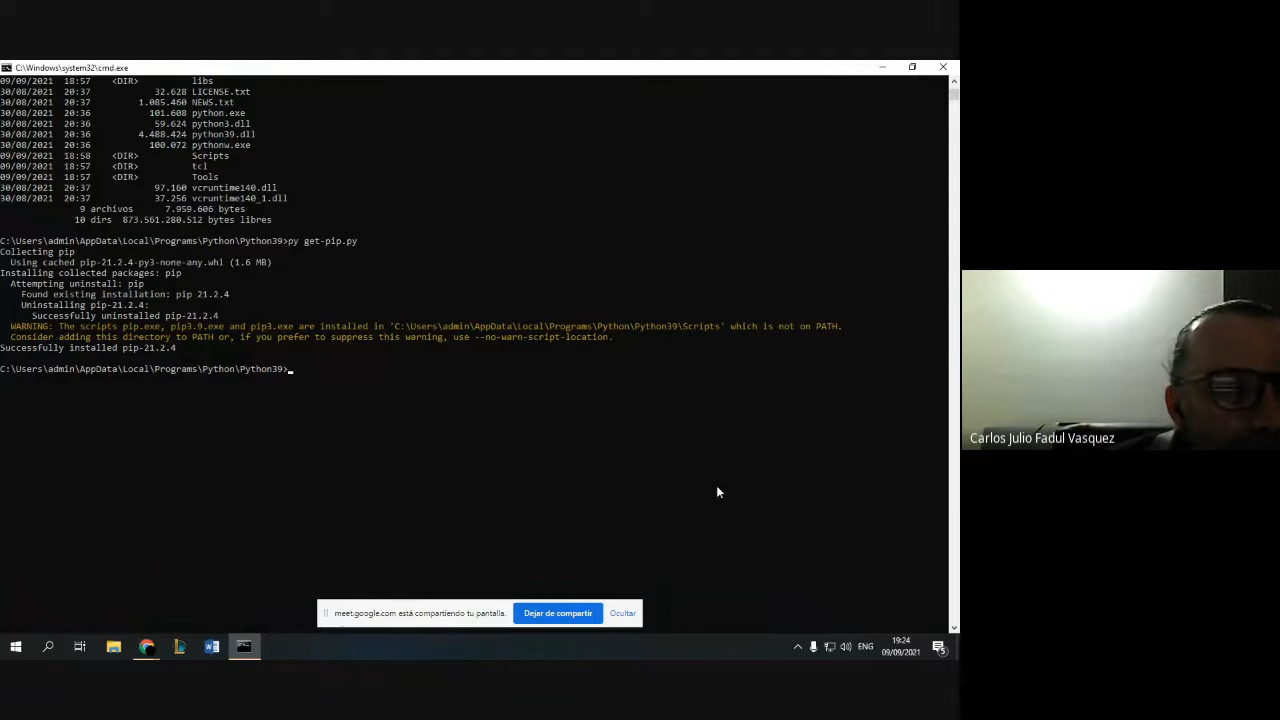 C:\Windows\system32\cmd.exe
09/09/2021 18:57 <DIR> libs
30/08/2021 20:37 32.628 LICENSE.txt
30/08/2021 20:37 1.085.460 NEWS.txt
30/08/2021 20:36 101.608 python.exe
30/08/2021 20:36 59.624 python3.dll
30/08/2021 20:36 4.488.424 python39.dll
30/08/2021 20:36 100.072 pythonw.exe
09/09/2021 18:58 <DIR> Scripts
09/09/2021 18:57 <DIR> tcl
09/09/2021 18:57 <DIR> Tools
30/08/2021 20:37 97.160 vcruntime140.dll
30/08/2021 20:37 37.256 vcruntime140_1.dll
9 archivos 7.959.606 bytes
10 dirs 873.561.280.512 bytes libres
C:\Users\admin\AppData\Local\Programs\Python\Python39>py get-pip.py
Collecting pip
Using cached pip-21.2.4-py3-none-any.whl (1.6 MB)
Installing collected packages: pip
Attempting uninstall: pip
Found existing installation: pip 21.2.4
Uninstalling pip-21.2.4:
Successfully uninstalled pip-21.2.4
WARNING: The scripts pip.exe, pip3.9.exe and pip3.exe are installed in 'C:\Users\admin\AppData\Local\Programs\Python\Python39\Scripts' which is not on PATH.
Consider adding this directory to PATH or, if you prefer to suppress this warning, use --no-warn-script-location.
Successfully installed pip-21.2.4
C:\Users\admin\AppData\Local\Programs\Python\Python39>_
Carlos Julio Fadul Vasquez
meet.google.com está compartiendo tu pantalla. Dejar de compartir Ocultar
ENG 19:24
09/09/2021 5